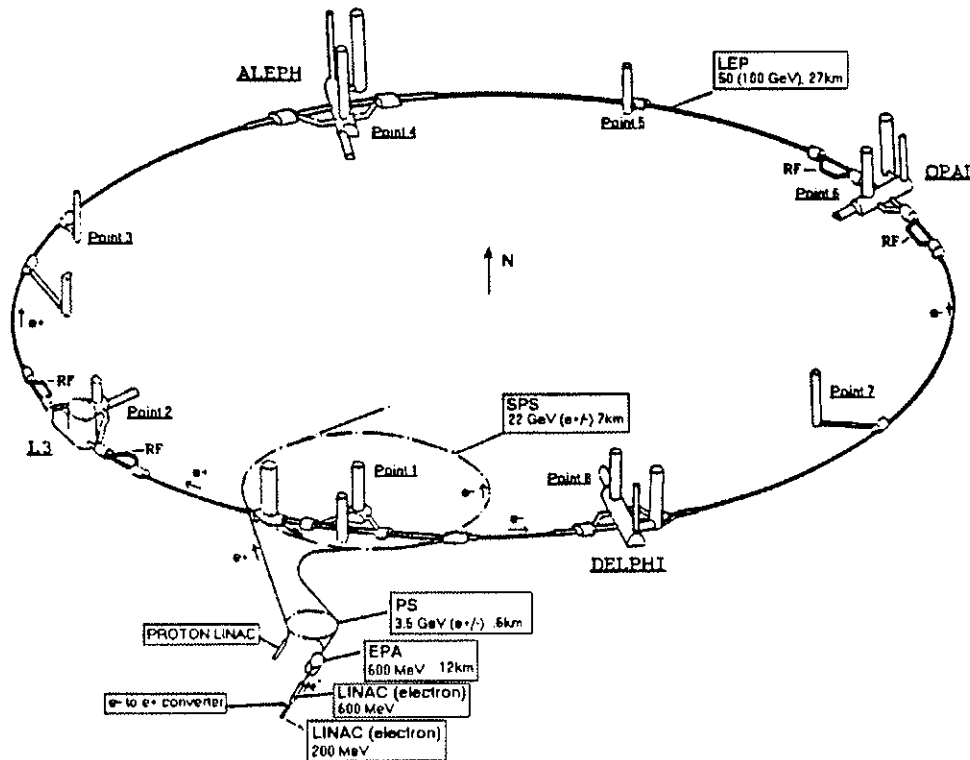 ALEPH
LEP
50 (100 GeV), 27km
Point 4
Point 5
RF
Point 6
OPAL
RF
Point 3
N
e+
e-
RF
Point 2
L3
RF
Point 7
SPS
22 GeV (e+/-) 7km
Point 1
e+
e-
Point 8
e-
DELPHI
e+
PS
3.5 GeV (e+/-) .6km
PROTON LINAC
EPA
600 MeV .12km
e- to e+ converter
LINAC (electron)
600 MeV
LINAC (electron)
200 MeV